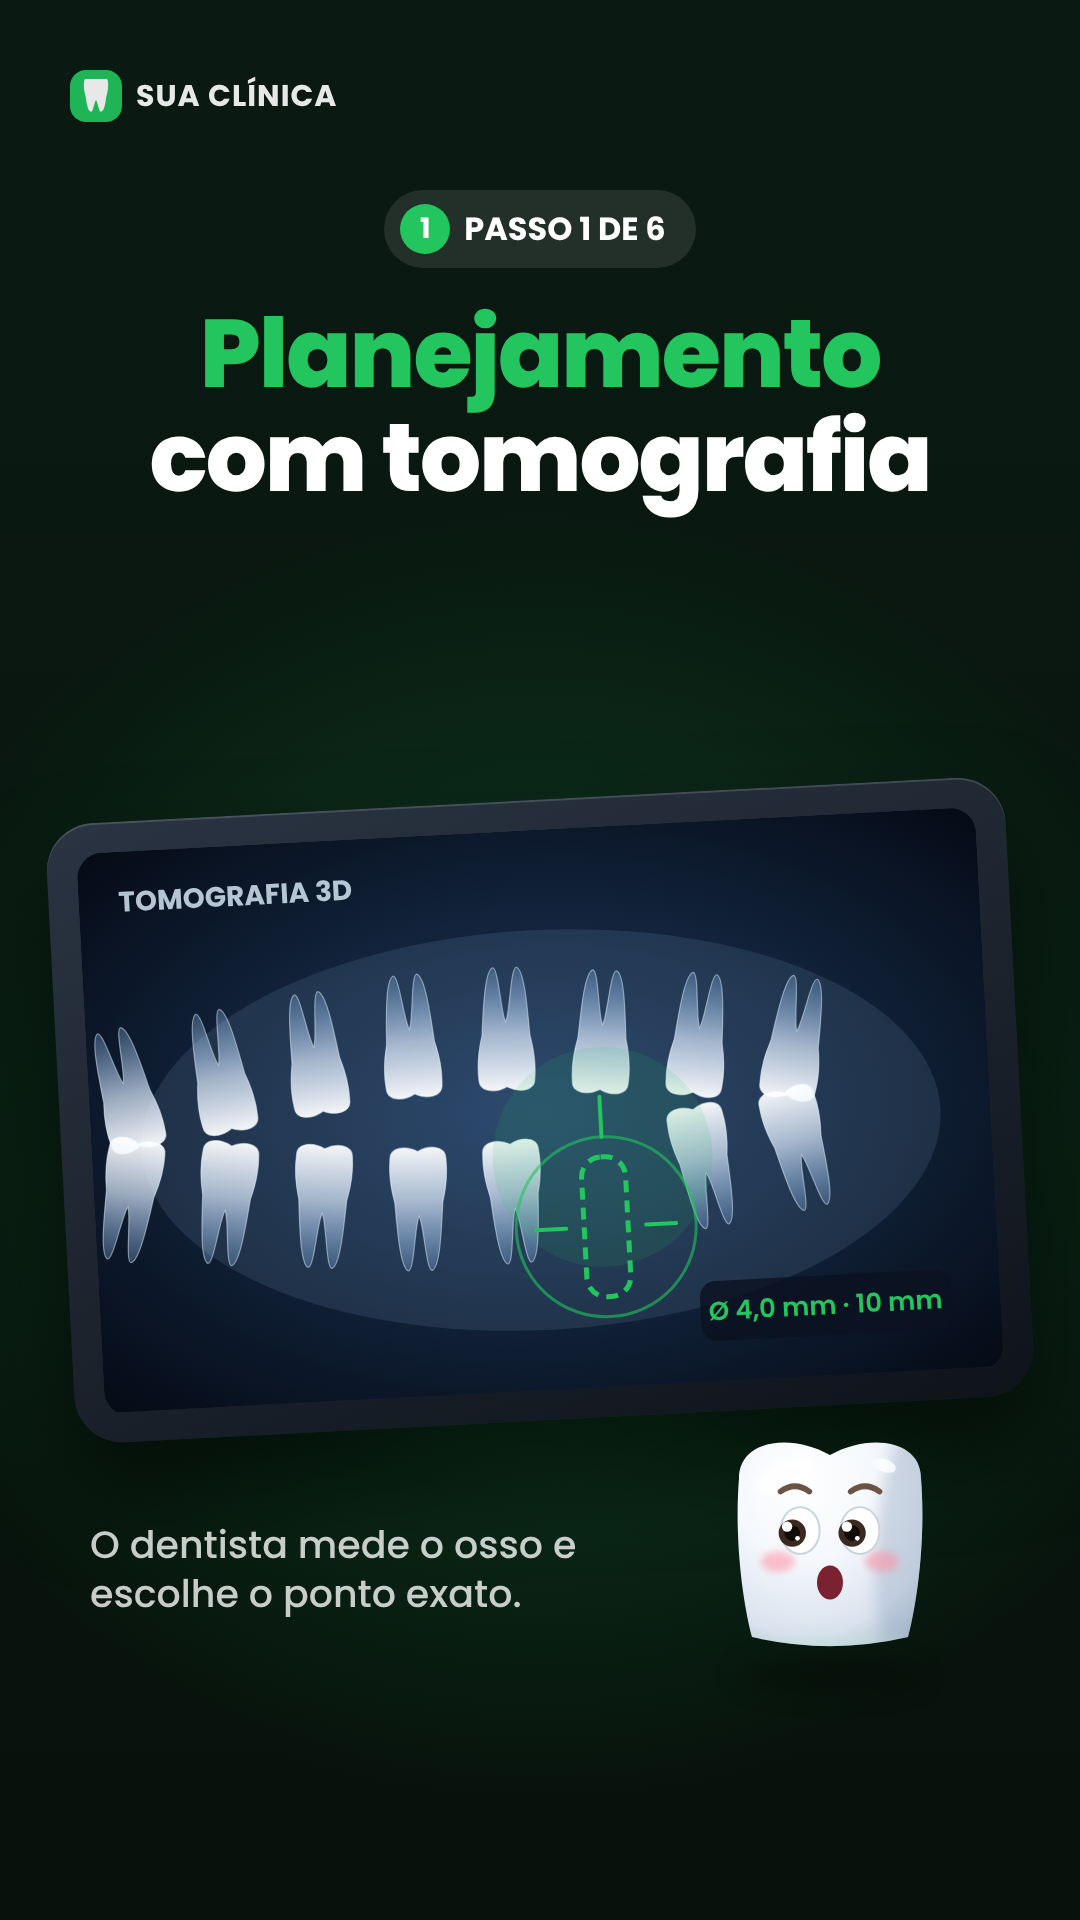 SUA CLÍNICA
1 PASSO 1 DE 6
Planejamento
com tomografia
TOMOGRAFIA 3D
Ø 4,0 mm · 10 mm
O dentista mede o osso e
escolhe o ponto exato.